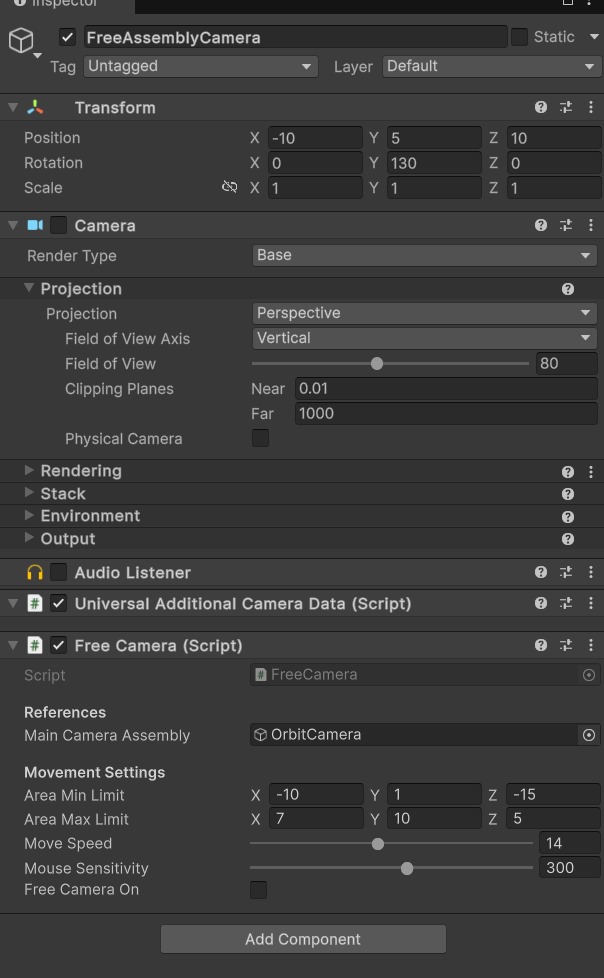 Inspector
FreeAssemblyCamera Static
Tag Untagged Layer Default
Transform
Position X -10 Y 5 Z 10
Rotation X 0 Y 130 Z 0
Scale X 1 Y 1 Z 1
Camera
Render Type Base
Projection
Projection Perspective
Field of View Axis Vertical
Field of View 80
Clipping Planes Near 0.01
Far 1000
Physical Camera
Rendering
Stack
Environment
Output
Audio Listener
# Universal Additional Camera Data (Script)
# Free Camera (Script)
Script # FreeCamera
References
Main Camera Assembly OrbitCamera
Movement Settings
Area Min Limit X -10 Y 1 Z -15
Area Max Limit X 7 Y 10 Z 5
Move Speed 14
Mouse Sensitivity 300
Free Camera On
Add Component